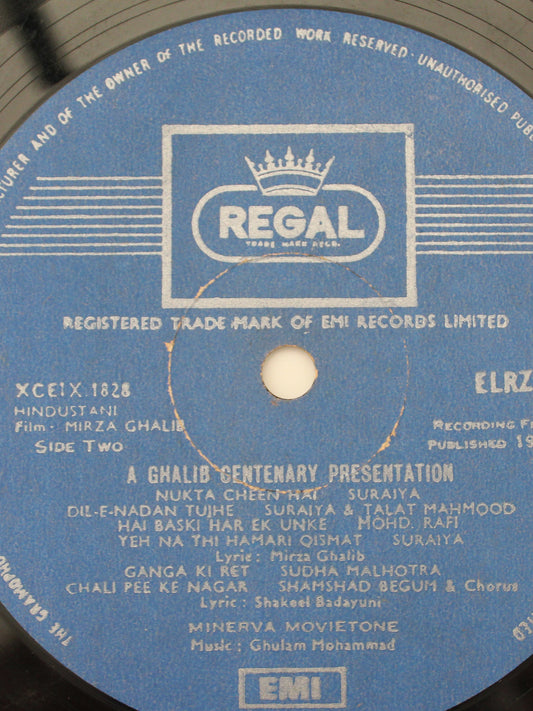 CTURER AND OF THE OWNER OF THE RECORDED WORK RESERVED · UNAUTHORISED
REGAL
TRADE MARK REGD.
REGISTERED TRADE MARK OF EMI RECORDS LIMITED
XCE1X.1828
ELRZ
HINDUSTANI
Film · MIRZA GHALIB
SIDE TWO
RECORDING
PUBLISHED 19
A GHALIB CENTENARY PRESENTATION
NUKTA CHEEN HAI SURAIYA
DIL-E-NADAN TUJHE SURAIYA & TALAT MAHMOOD
HAI BASKI HAR EK UNKE MOHD. RAFI
YEH NA THI HAMARI QISMAT SURAIYA
Lyric: Mirza Ghalib
GANGA KI RET SUDHA MALHOTRA
CHALI PEE KE NAGAR SHAMSHAD BEGUM & Chorus
Lyric: Shakeel Badayuni
MINERVA MOVIETONE
Music: Ghulam Mohammad
THE GRAMOPHO
EMI